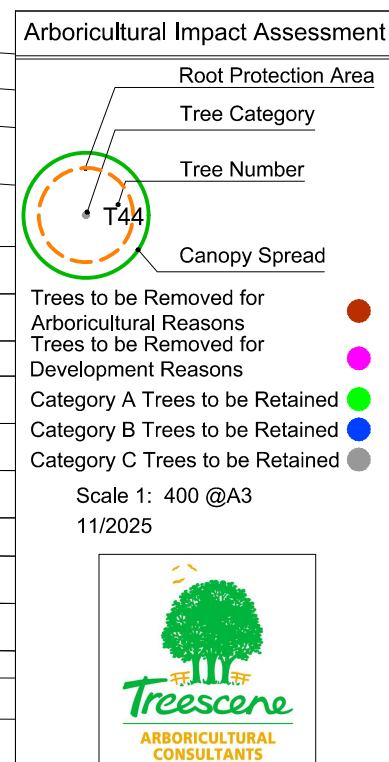 Arboricultural Impact Assessment
Root Protection Area
Tree Category
Tree Number
T44
Canopy Spread
Trees to be Removed for
Arboricultural Reasons
Trees to be Removed for
Development Reasons
Category A Trees to be Retained
Category B Trees to be Retained
Category C Trees to be Retained
Scale 1: 400 @A3
11/2025
Treescene
ARBORICULTURAL
CONSULTANTS